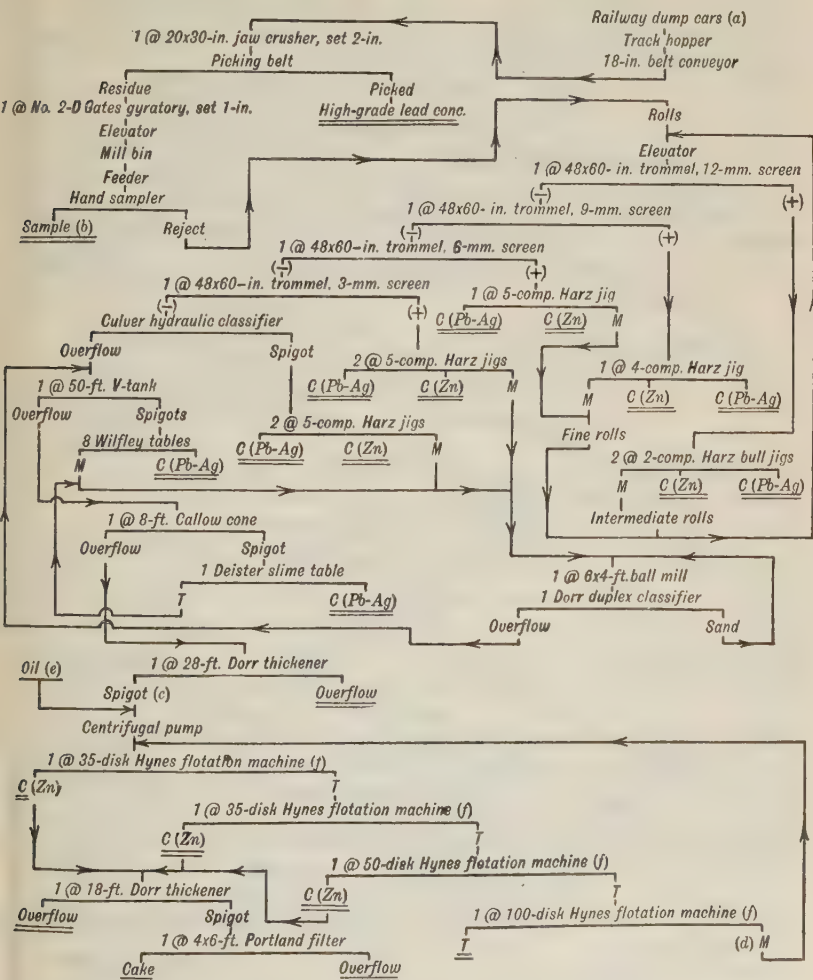 Railway dump cars (a)
1 @ 20x30-in. jaw crusher, set 2-in.
Track hopper
Picking belt
18-in. belt conveyor
Residue
Picked
1 @ No. 2-D Gates gyratory, set 1-in.
High-grade lead conc.
Rolls
Elevator
Elevator
Mill bin
1 @ 48x60-in. trommel, 12-mm. screen
Feeder
(-)
(+)
Hand sampler
1 @ 48x60-in. trommel, 9-mm. screen
Sample (b)
Reject
(-)
(+)
1 @ 48x60-in. trommel, 6-mm. screen
(-)
(+)
1 @ 48x60-in. trommel, 3-mm. screen
1 @ 5-comp. Harz jig
(-)
(+)
C (Pb-Ag)
C (Zn)
M
Culver hydraulic classifier
Overflow
Spigot
2 @ 5-comp. Harz jigs
1 @ 4-comp. Harz jig
C (Pb-Ag)
C (Zn)
M
M
C (Zn)
C (Pb-Ag)
1 @ 50-ft. V-tank
Overflow
Spigots
2 @ 5-comp. Harz jigs
Fine rolls
8 Wilfley tables
C (Pb-Ag)
C (Zn)
M
2 @ 2-comp. Harz bull jigs
M
C (Pb-Ag)
M
C (Zn)
C (Pb-Ag)
1 @ 8-ft. Callow cone
Intermediate rolls
Overflow
Spigot
1 Deister slime table
1 @ 6x4-ft. ball mill
T
C (Pb-Ag)
1 Dorr duplex classifier
Overflow
Sand
1 @ 28-ft. Dorr thickener
Oil (e)
Spigot (c)
Overflow
Centrifugal pump
1 @ 35-disk Hynes flotation machine (f)
C (Zn)
T
1 @ 35-disk Hynes flotation machine (f)
C (Zn)
T
1 @ 50-disk Hynes flotation machine (f)
1 @ 18-ft. Dorr thickener
C (Zn)
T
Overflow
Spigot
1 @ 100-disk Hynes flotation machine (f)
1 @ 4x6-ft. Portland filter
T
(d) M
Cake
Overflow